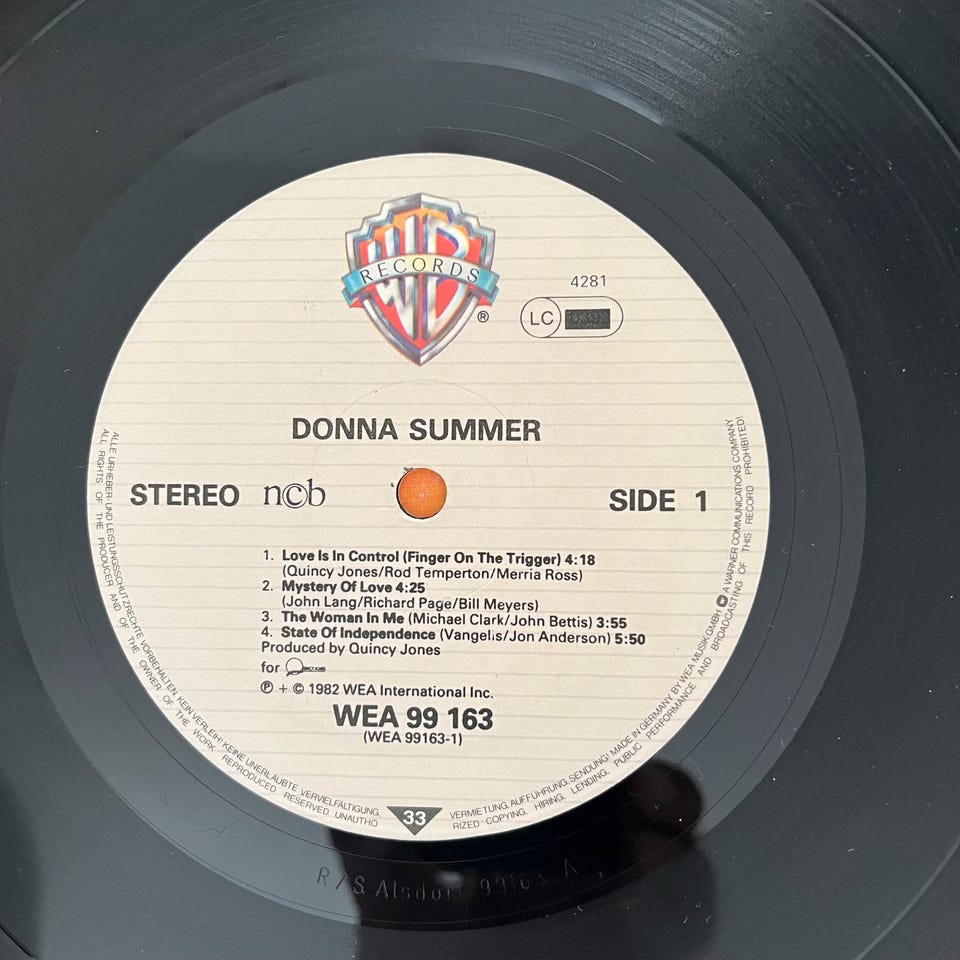 WB
RECORDS
®
4281
LC
DONNA SUMMER
STEREO ncb SIDE 1
1. Love Is In Control (Finger On The Trigger) 4:18
(Quincy Jones/Rod Temperton/Merria Ross)
2. Mystery Of Love 4:25
(John Lang/Richard Page/Bill Meyers)
3. The Woman In Me (Michael Clark/John Bettis) 3:55
4. State Of Independence (Vangelis/Jon Anderson) 5:50
Produced by Quincy Jones
for
℗ + © 1982 WEA International Inc.
WEA 99 163
(WEA 99163-1)
33
ALLE URHEBER- UND LEISTUNGSSCHUTZRECHTE VORBEHALTEN KEIN VERLEIH! KEINE UNERLAUBTE VERVIELFÄLTIGUNG. VERMIETUNG. AUFFÜHRUNG. SENDUNG! MADE IN GERMANY BY WEA MUSIK GMBH A WARNER COMMUNICATIONS COMPANY
ALL RIGHTS OF THE PRODUCER AND OF THE OWNER OF THE WORK REPRODUCED RESERVED. UNAUTHORIZED COPYING. HIRING. LENDING. PUBLIC PERFORMANCE AND BROADCASTING OF THIS RECORD PROHIBITED!
R/S Alsdorf 99163 A